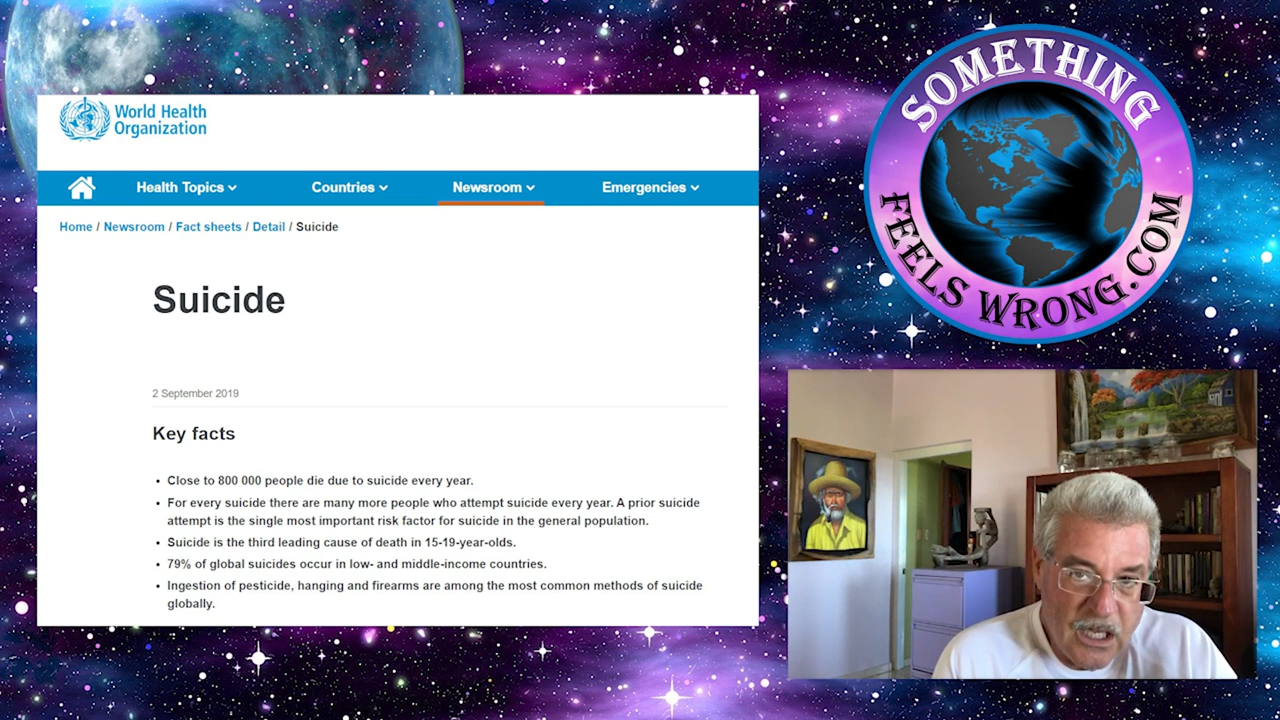 World Health
Organization
Health Topics
Countries
Newsroom
Emergencies
Home / Newsroom / Fact sheets / Detail / Suicide
Suicide
2 September 2019
Key facts
• Close to 800 000 people die due to suicide every year.
• For every suicide there are many more people who attempt suicide every year. A prior suicide
attempt is the single most important risk factor for suicide in the general population.
• Suicide is the third leading cause of death in 15-19-year-olds.
• 79% of global suicides occur in low- and middle-income countries.
• Ingestion of pesticide, hanging and firearms are among the most common methods of suicide
globally.
SOMETHING
FEELS WRONG.COM